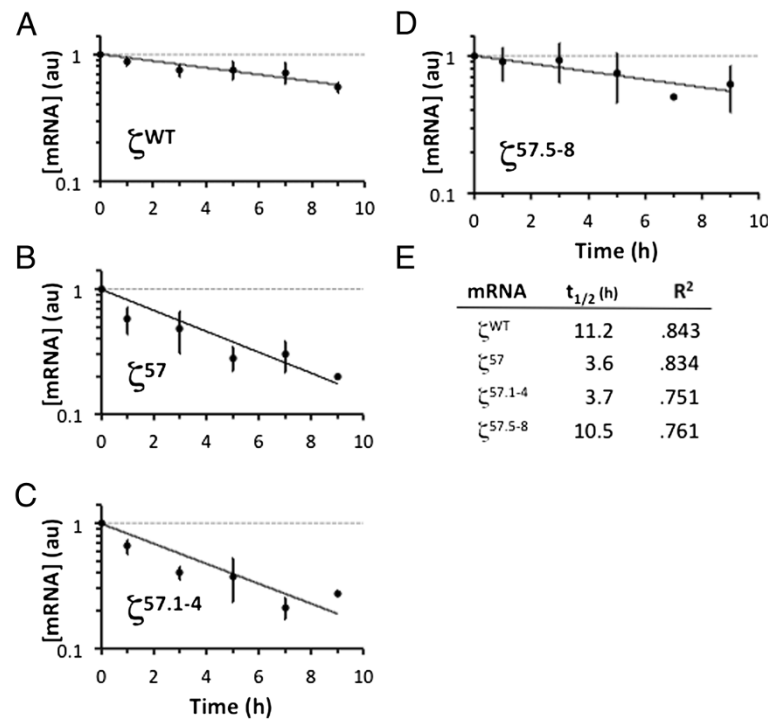 A
[mRNA] (au)
1
0.1
ζWT
0 2 4 6 8 10
B
[mRNA] (au)
1
0.1
ζ57
0 2 4 6 8 10
C
[mRNA] (au)
1
0.1
ζ57.1-4
0 2 4 6 8 10
Time (h)
D
[mRNA] (au)
1
0.1
ζ57.5-8
0 2 4 6 8 10
Time (h)
E
mRNA t1/2 (h) R2
ζWT 11.2 .843
ζ57 3.6 .834
ζ57.1-4 3.7 .751
ζ57.5-8 10.5 .761